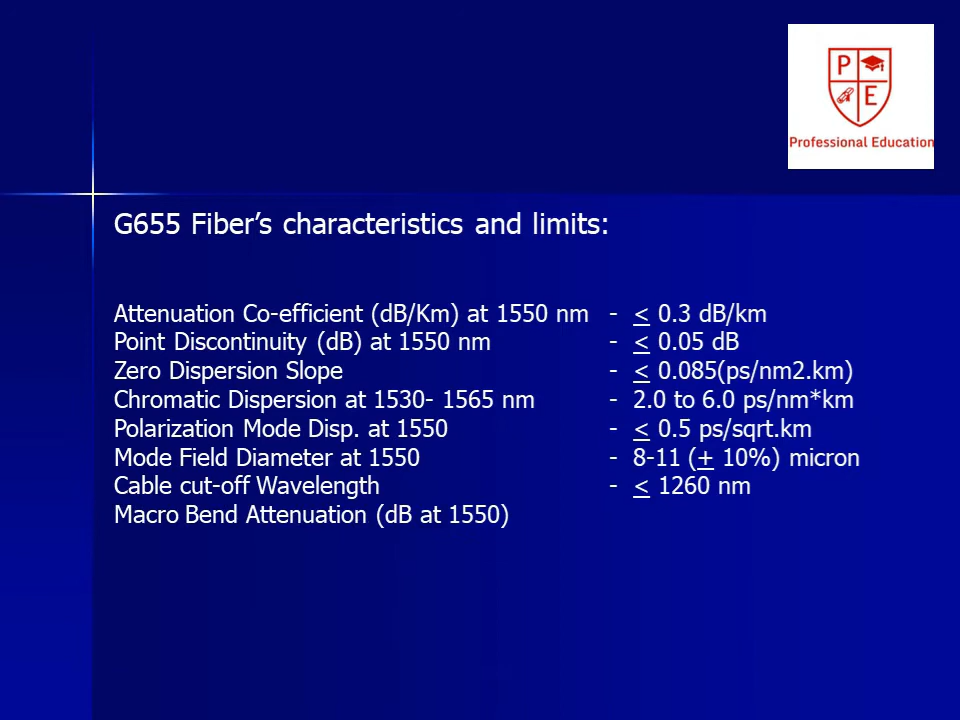 P
E
Professional Education
G655 Fiber’s characteristics and limits:
Attenuation Co-efficient (dB/Km) at 1550 nm - < 0.3 dB/km
Point Discontinuity (dB) at 1550 nm - < 0.05 dB
Zero Dispersion Slope - < 0.085(ps/nm2.km)
Chromatic Dispersion at 1530- 1565 nm - 2.0 to 6.0 ps/nm*km
Polarization Mode Disp. at 1550 - < 0.5 ps/sqrt.km
Mode Field Diameter at 1550 - 8-11 (+ 10%) micron
Cable cut-off Wavelength - < 1260 nm
Macro Bend Attenuation (dB at 1550)